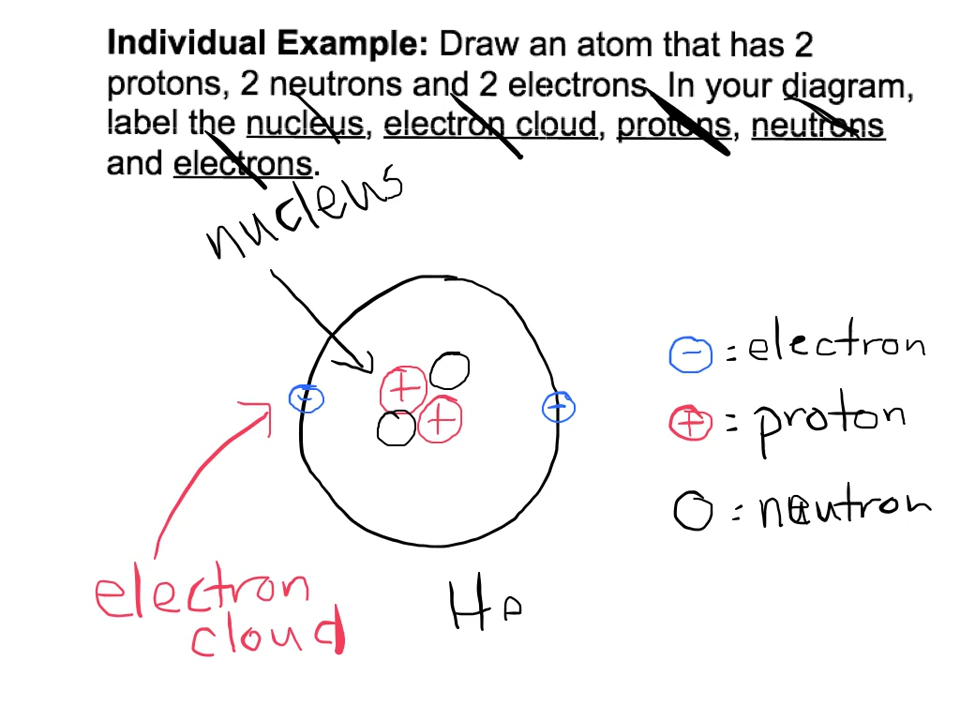 Individual Example: Draw an atom that has 2
protons, 2 neutrons and 2 electrons. In your diagram,
label the nucleus, electron cloud, protons, neutrons
and electrons.
nucleus
- = electron
+ = proton
= neutron
+
+
-
electron
cloud
He